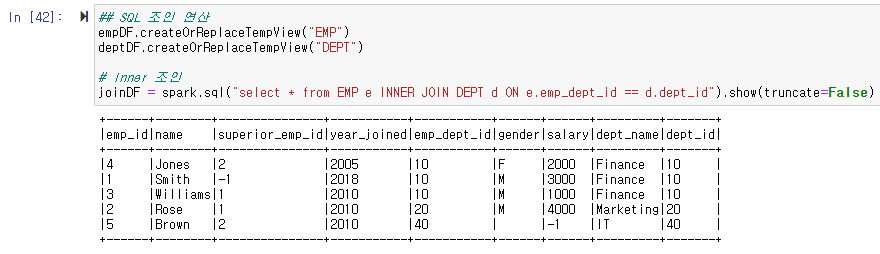 In [42]:
## SQL 조인 연산
empDF.createOrReplaceTempView("EMP")
deptDF.createOrReplaceTempView("DEPT")
# Inner 조인
joinDF = spark.sql("select * from EMP e INNER JOIN DEPT d ON e.emp_dept_id == d.dept_id").show(truncate=False)
+------+--------+---------------+-----------+-----------+------+------+---------+-------+
|emp_id|name    |superior_emp_id|year_joined|emp_dept_id|gender|salary|dept_name|dept_id|
+------+--------+---------------+-----------+-----------+------+------+---------+-------+
|4     |Jones   |2              |2005       |10         |F     |2000  |Finance  |10     |
|1     |Smith   |-1             |2018       |10         |M     |3000  |Finance  |10     |
|3     |Williams|1              |2010       |10         |M     |1000  |Finance  |10     |
|2     |Rose    |1              |2010       |20         |M     |4000  |Marketing|20     |
|5     |Brown   |2              |2010       |40         |      |-1    |IT       |40     |
+------+--------+---------------+-----------+-----------+------+------+---------+-------+